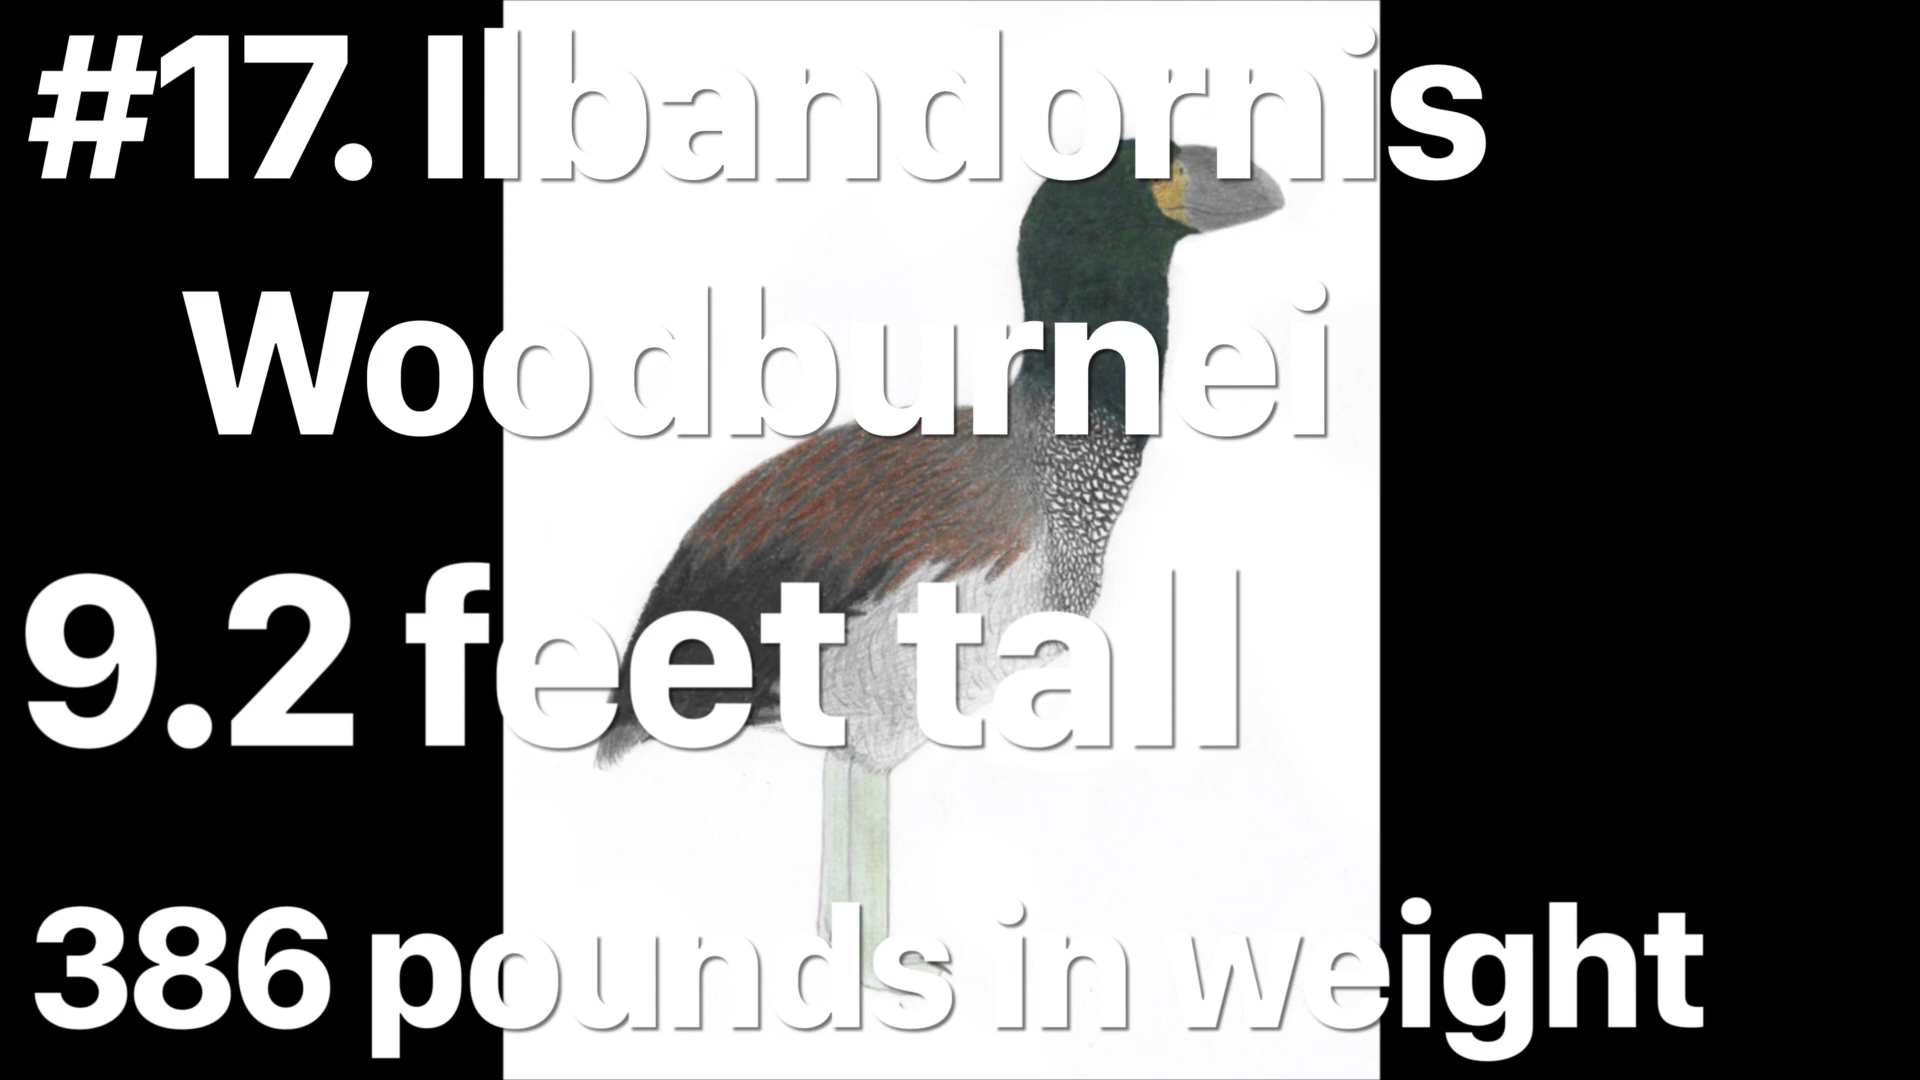 #17. Ilbandornis
Woodburnei
9.2 feet tall
386 pounds in weight